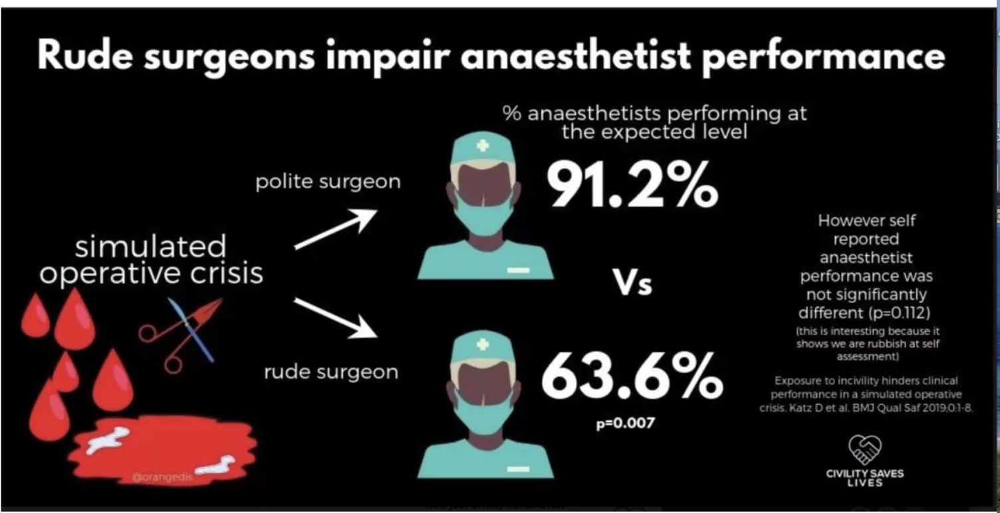 Rude surgeons impair anaesthetist performance
% anaesthetists performing at
the expected level
polite surgeon
91.2%
simulated
operative crisis
Vs
rude surgeon
63.6%
p=0.007
However self
reported
anaesthetist
performance was
not significantly
different (p=0.112)
(this is interesting because it
shows we are rubbish at self
assessment)
Exposure to incivility hinders clinical
performance in a simulated operative
crisis. Katz D et al. BMJ Qual Saf 2019;0:1-8.
@orangedis
CIVILITY SAVES
LIVES